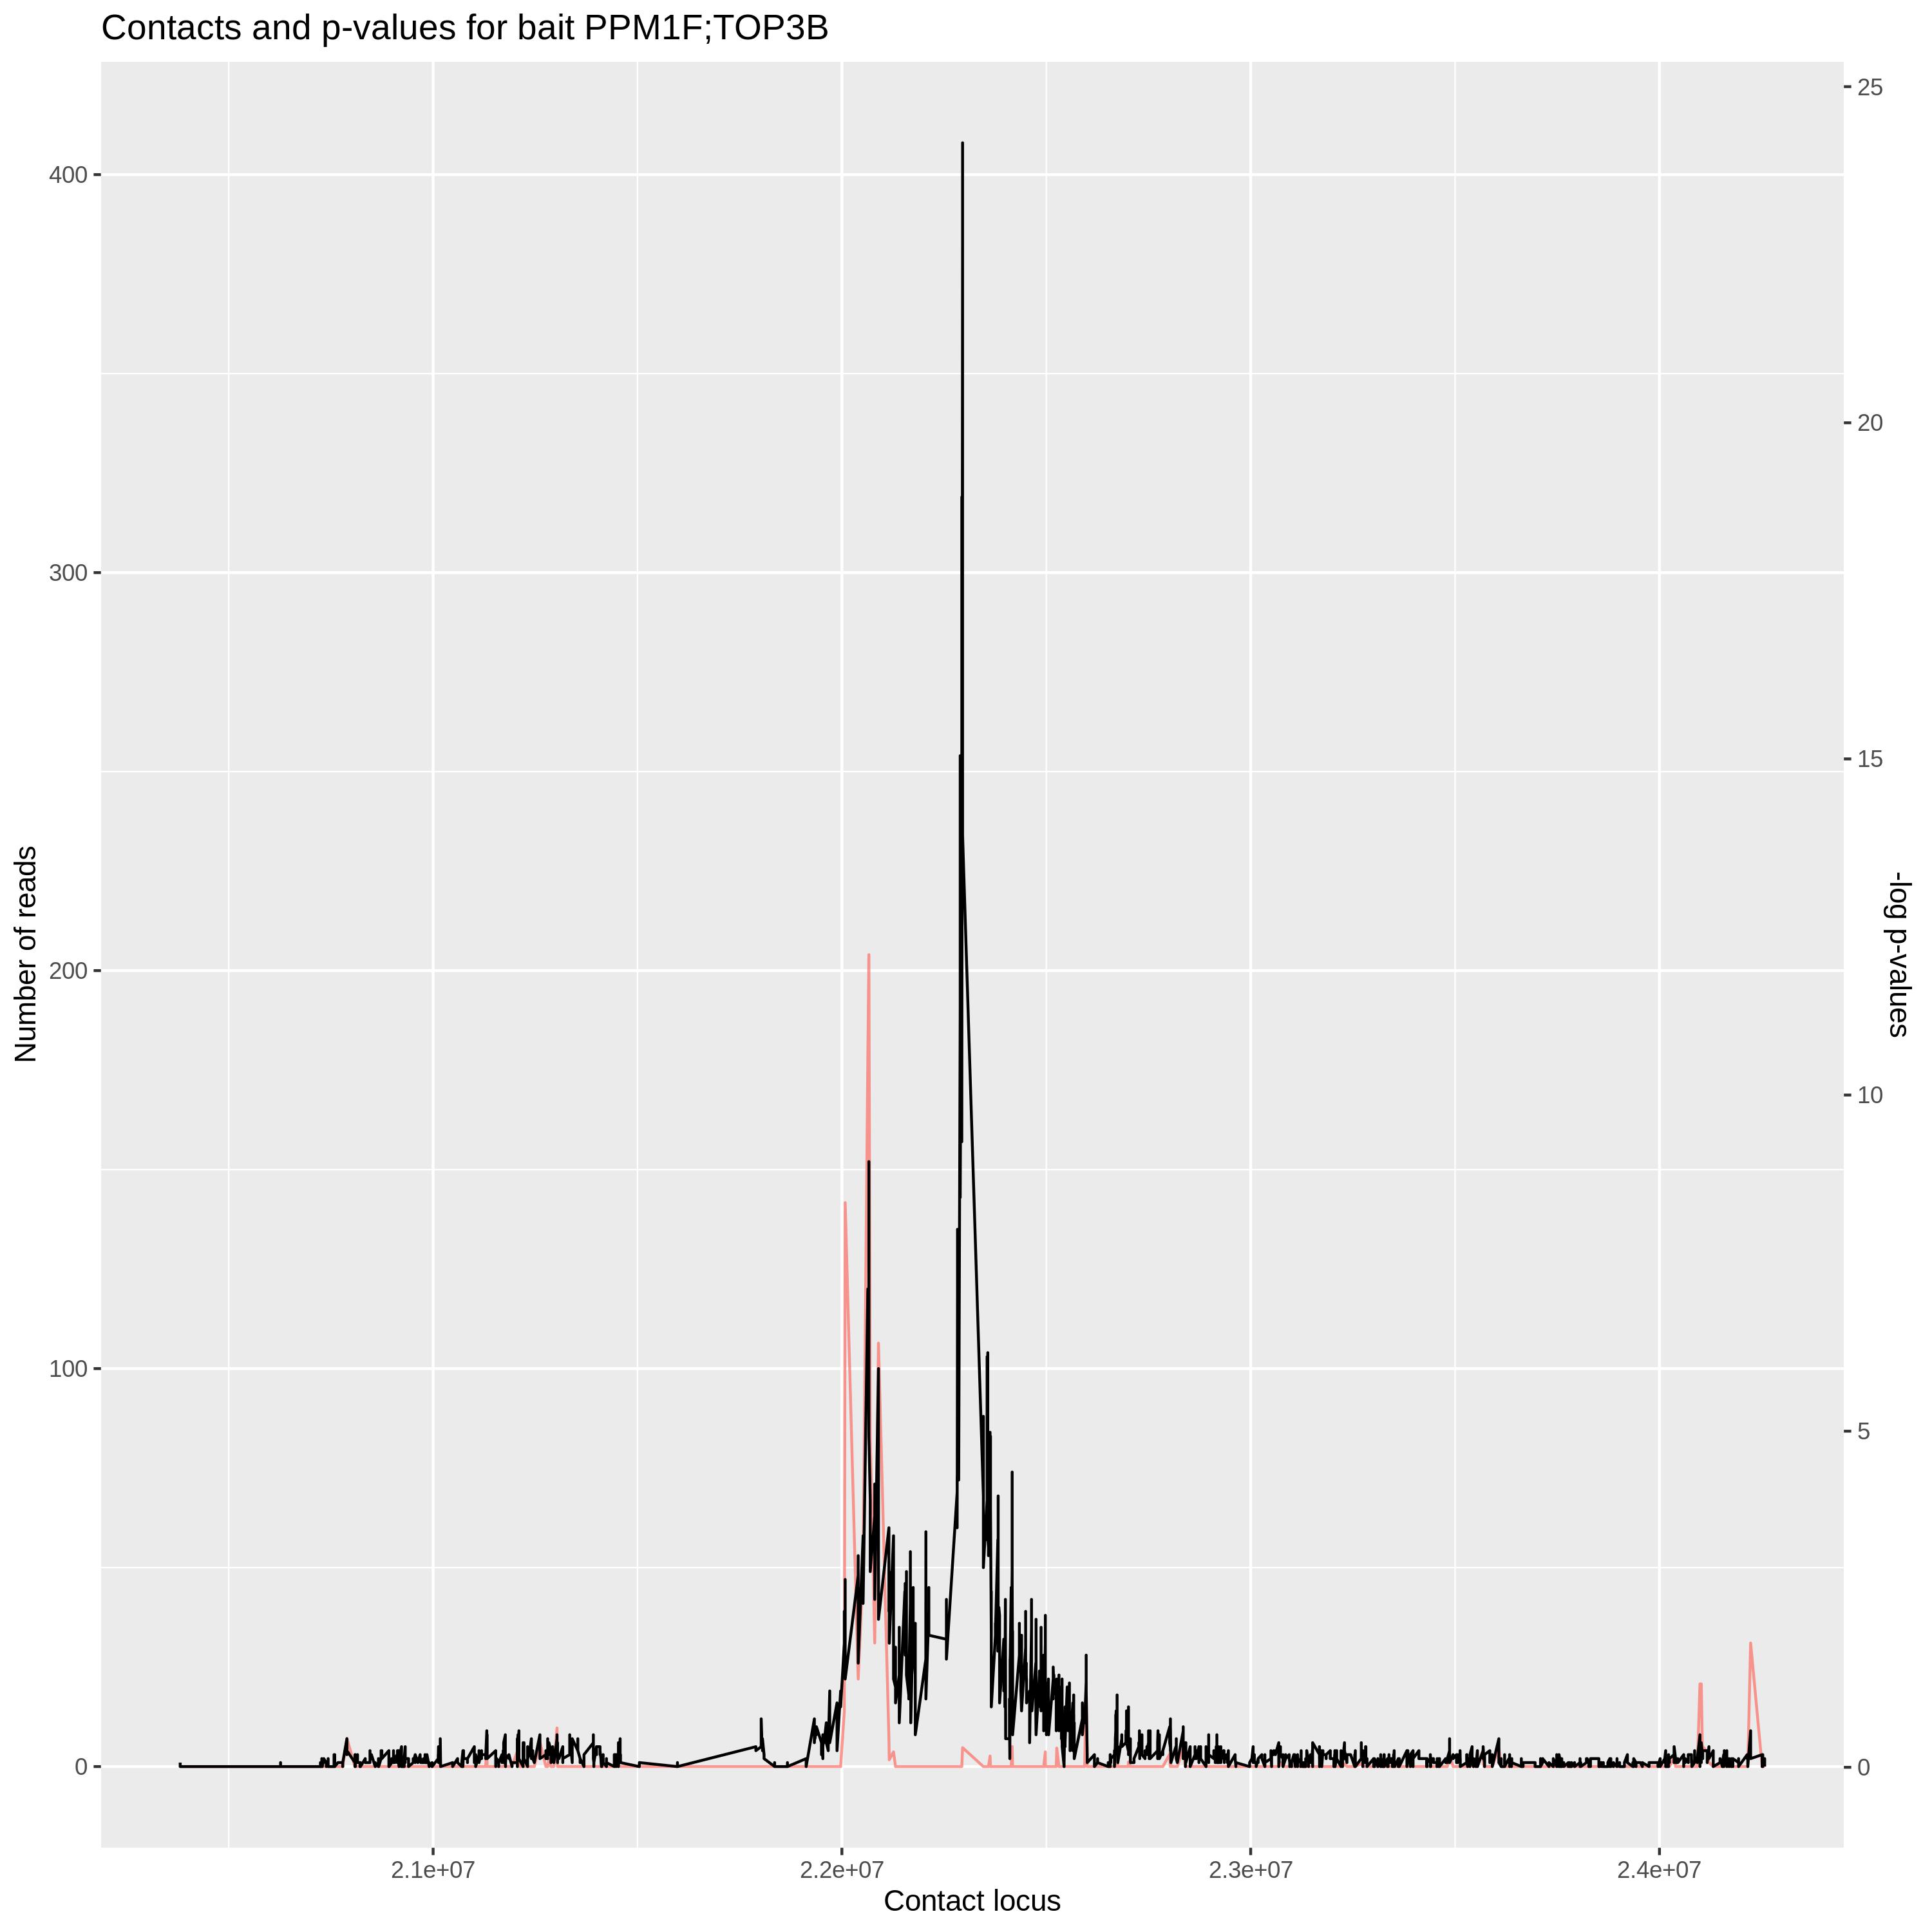 Contacts and p-values for bait PPM1F;TOP3B
400
300
200
100
0
Number of reads
25
20
15
10
5
0
-log p-values
2.1e+07
2.2e+07
2.3e+07
2.4e+07
Contact locus